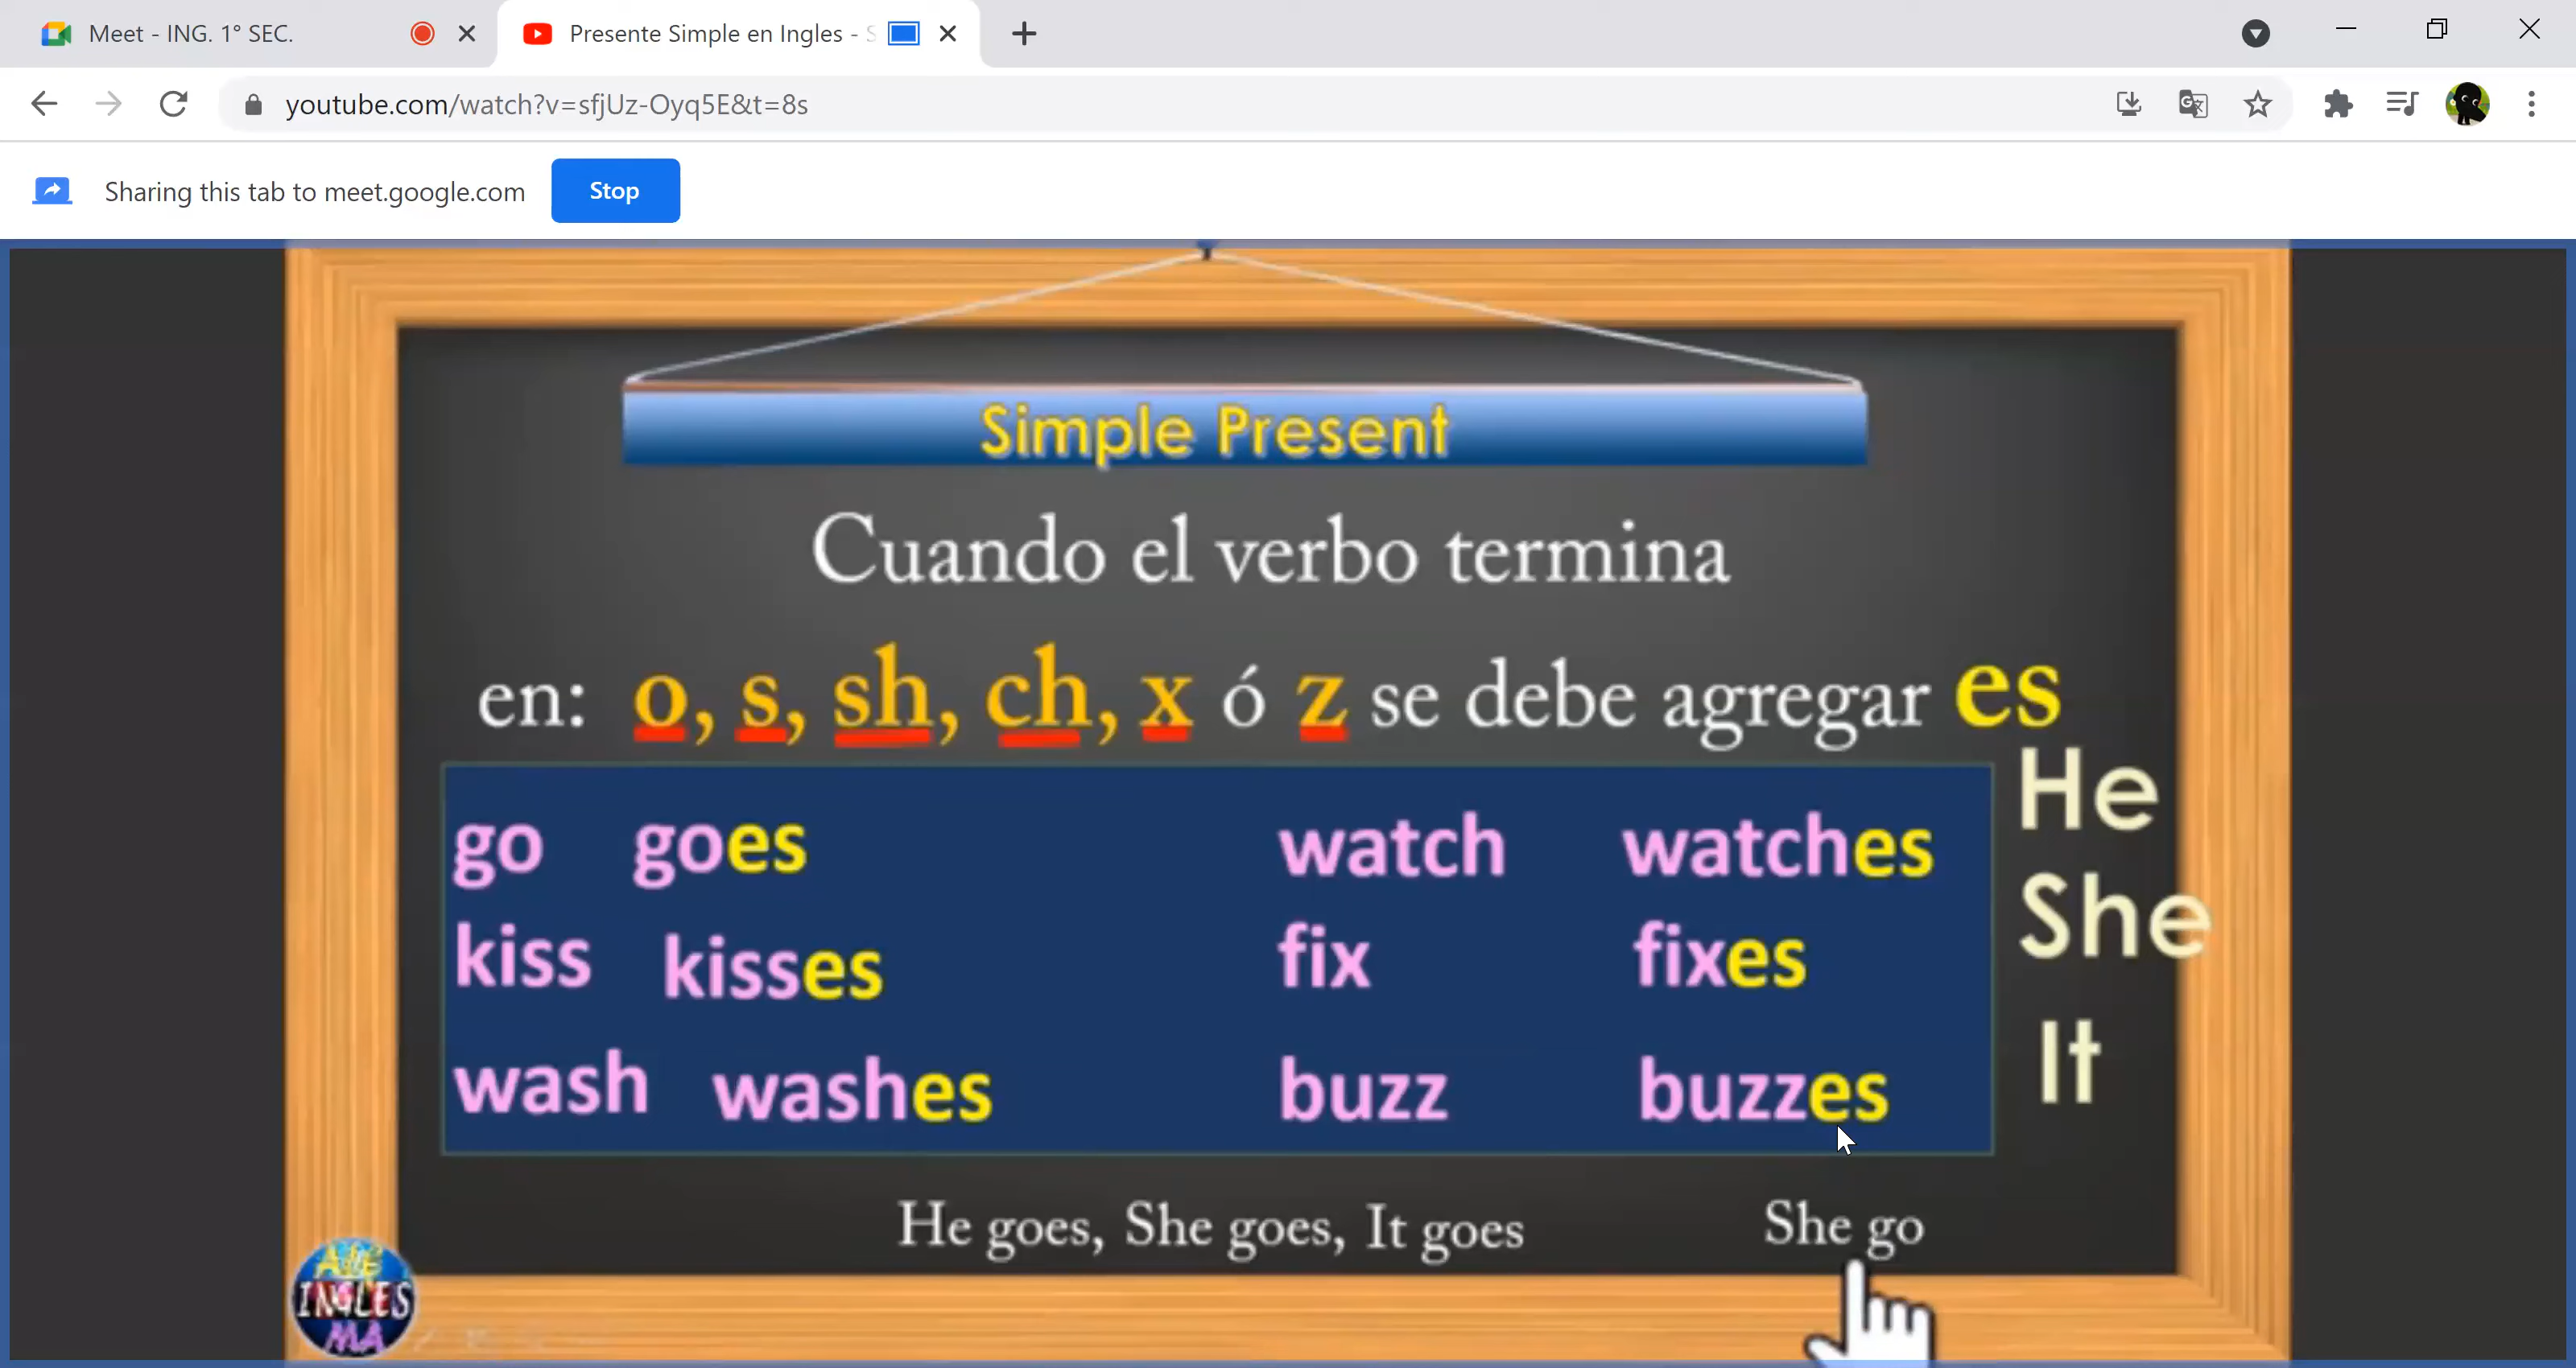 Meet - ING. 1° SEC.
Presente Simple en Ingles - S
youtube.com/watch?v=sfjUz-Oyq5E&t=8s
Sharing this tab to meet.google.com
Stop
Simple Present
Cuando el verbo termina
en: o, s, sh, ch, x ó z se debe agregar es
go goes watch watches
kiss kisses fix fixes
wash washes buzz buzzes
He
She
It
He goes, She goes, It goes She go
INGLES
MA